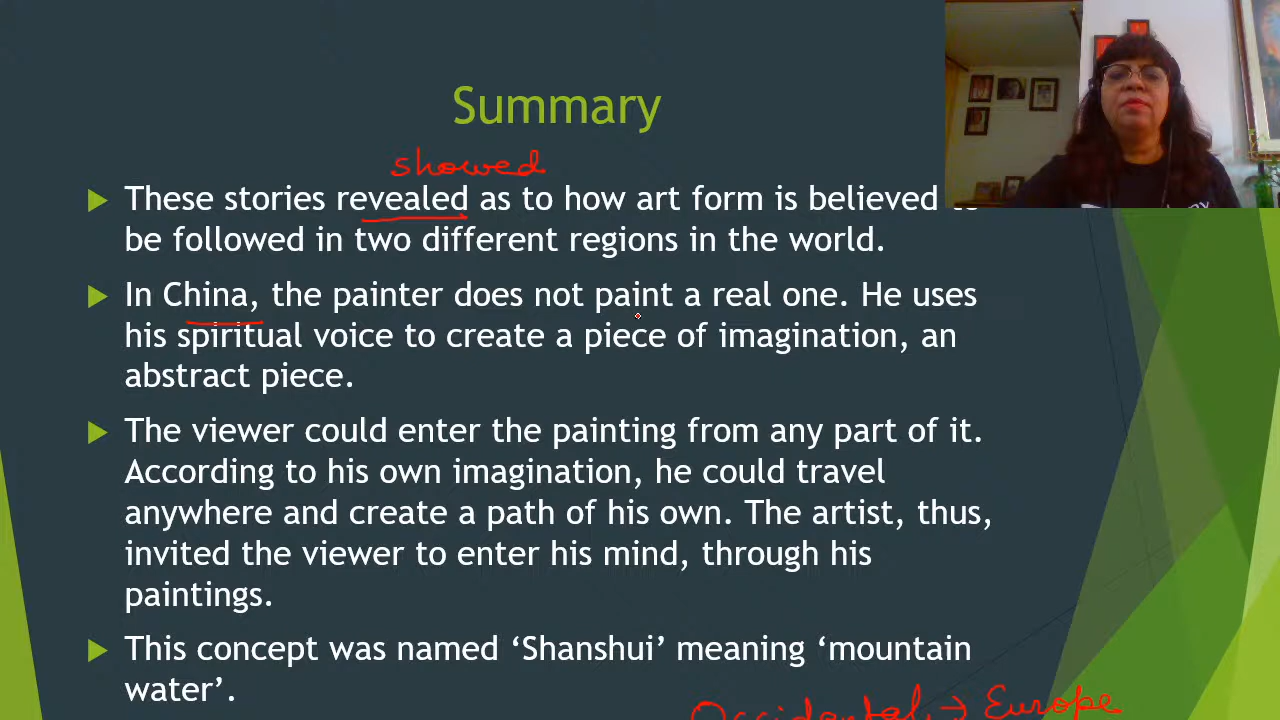 Summary
showed
These stories revealed as to how art form is believed to
be followed in two different regions in the world.
In China, the painter does not paint a real one. He uses
his spiritual voice to create a piece of imagination, an
abstract piece.
The viewer could enter the painting from any part of it.
According to his own imagination, he could travel
anywhere and create a path of his own. The artist, thus,
invited the viewer to enter his mind, through his
paintings.
This concept was named ‘Shanshui’ meaning ‘mountain
water’.
Occidental → Europe